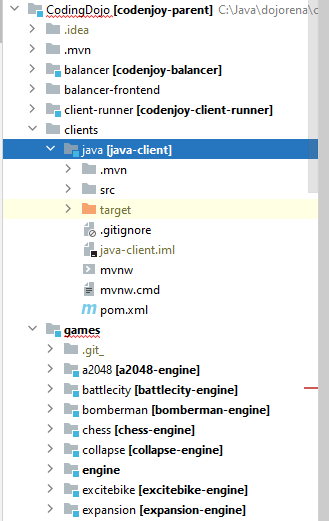 CodingDojo [codenjoy-parent] C:\Java\dojorena\c
.idea
.mvn
balancer [codenjoy-balancer]
balancer-frontend
client-runner [codenjoy-client-runner]
clients
java [java-client]
.mvn
src
target
.gitignore
java-client.iml
mvnw
mvnw.cmd
pom.xml
games
.git_
a2048 [a2048-engine]
battlecity [battlecity-engine]
bomberman [bomberman-engine]
chess [chess-engine]
collapse [collapse-engine]
engine
excitebike [excitebike-engine]
expansion [expansion-engine]